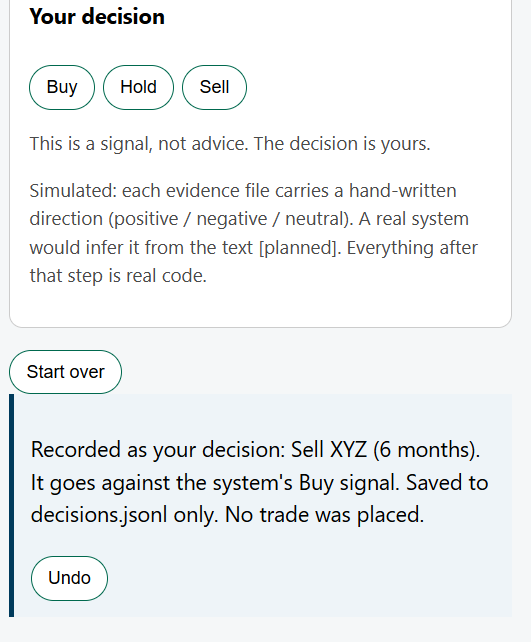 Your decision
Buy Hold Sell
This is a signal, not advice. The decision is yours.
Simulated: each evidence file carries a hand-written
direction (positive / negative / neutral). A real system
would infer it from the text [planned]. Everything after
that step is real code.
Start over
Recorded as your decision: Sell XYZ (6 months).
It goes against the system's Buy signal. Saved to
decisions.jsonl only. No trade was placed.
Undo